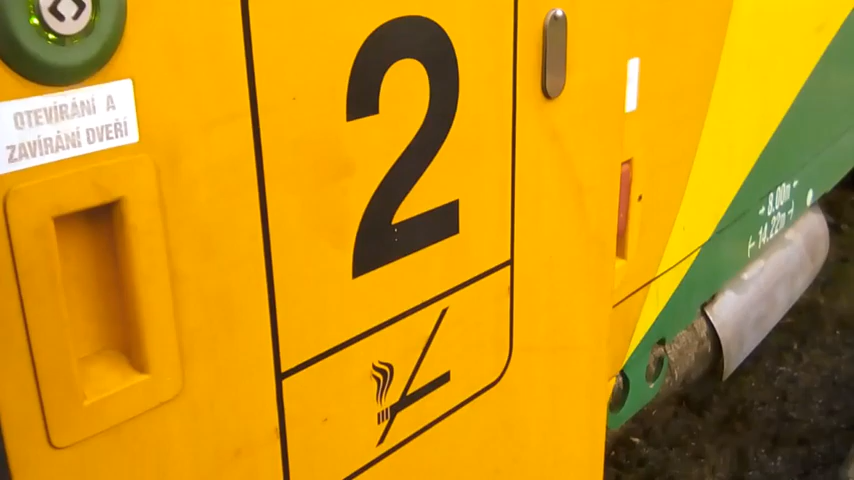 OTEVÍRÁNÍ A
ZAVÍRÁNÍ DVEŘÍ
2
8.00m
14.22m